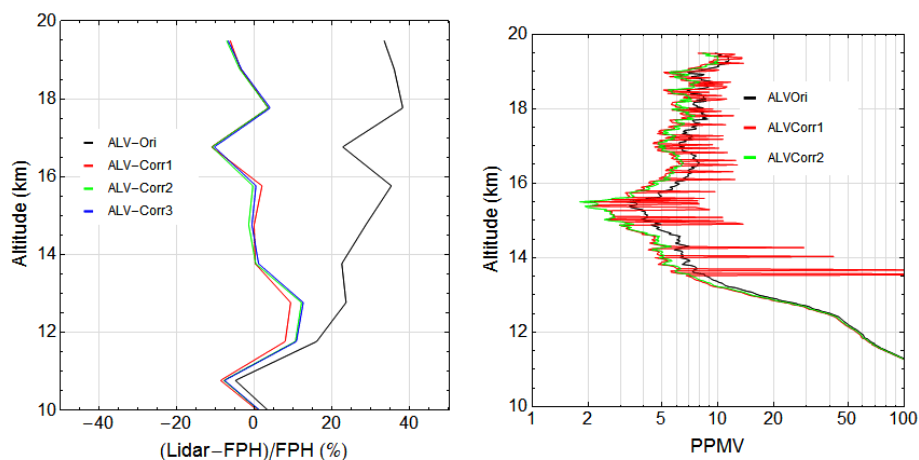 20
18
16
14
12
10
Altitude (km)
ALV−Ori
ALV−Corr1
ALV−Corr2
ALV−Corr3
−40 −20 0 20 40
(Lidar−FPH)/FPH (%)
20
18
16
14
12
10
Altitude (km)
ALVOri
ALVCorr1
ALVCorr2
1 2 5 10 20 50 100
PPMV